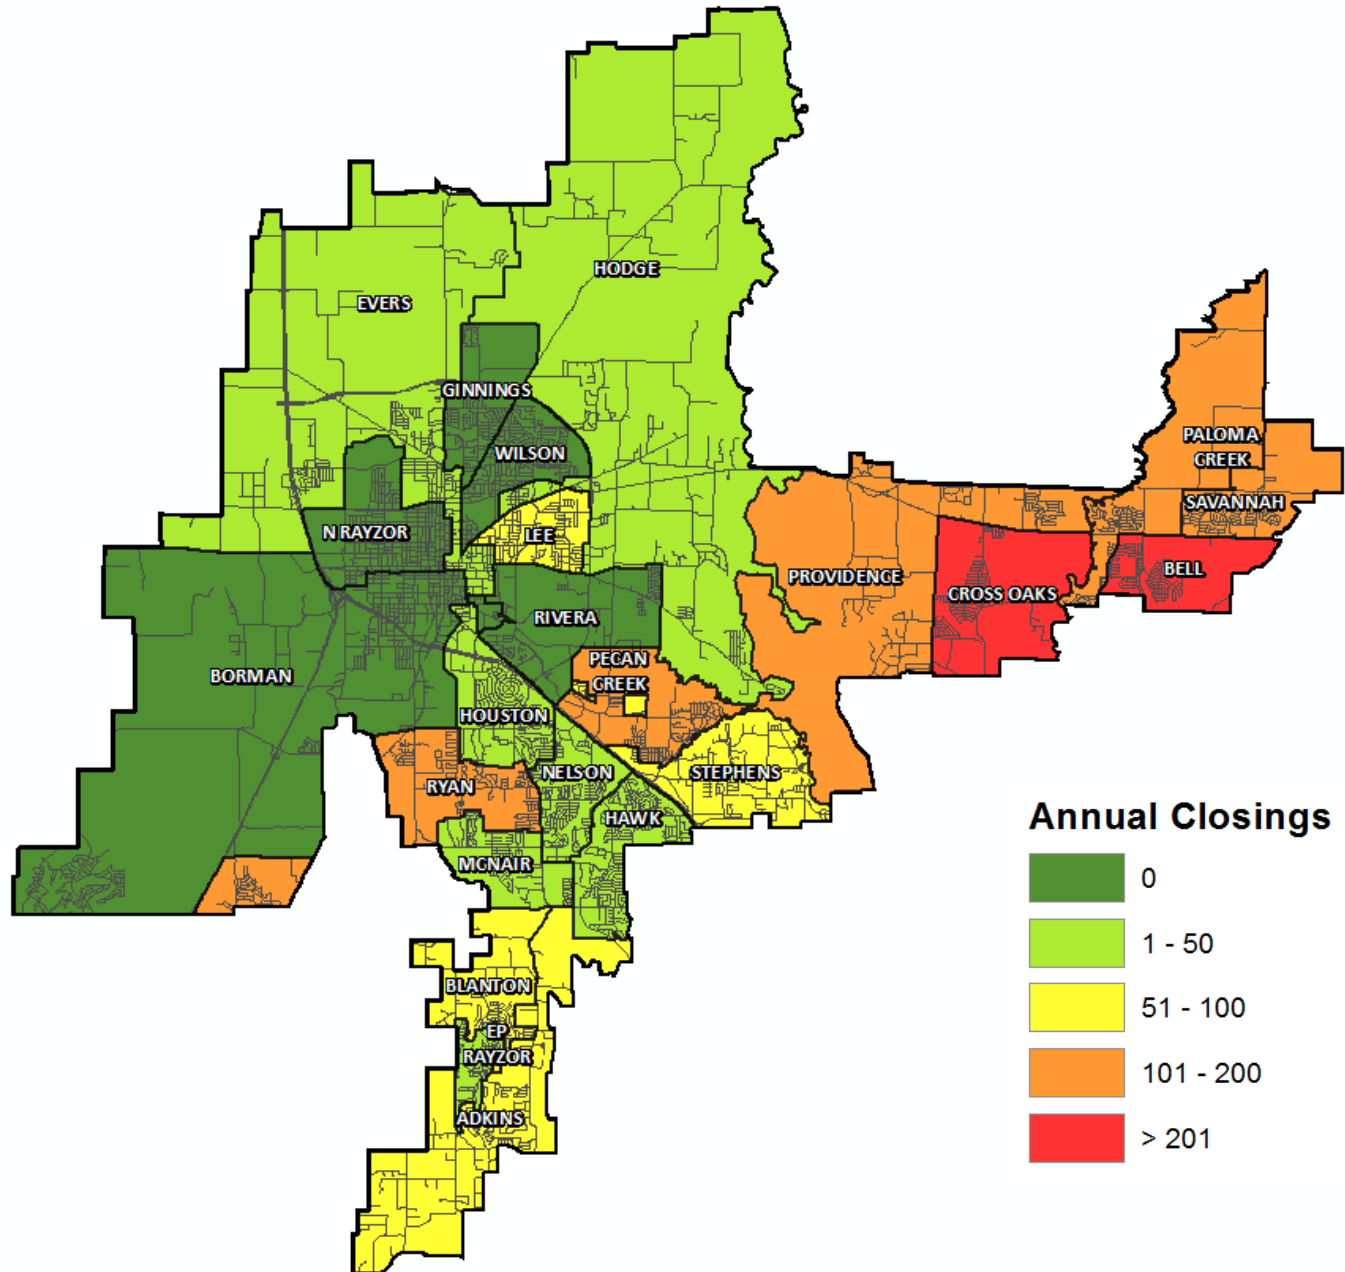 HODGE
EVERS
GINNINGS
WILSON
PALOMA
CREEK
SAVANNAH
N RAYZOR
LEE
BELL
PROVIDENCE
CROSS OAKS
RIVERA
PECAN
CREEK
BORMAN
HOUSTON
NELSON
STEPHENS
RYAN
HAWK
MCNAIR
BLANTON
EP
RAYZOR
ADKINS
Annual Closings
0
1 - 50
51 - 100
101 - 200
> 201